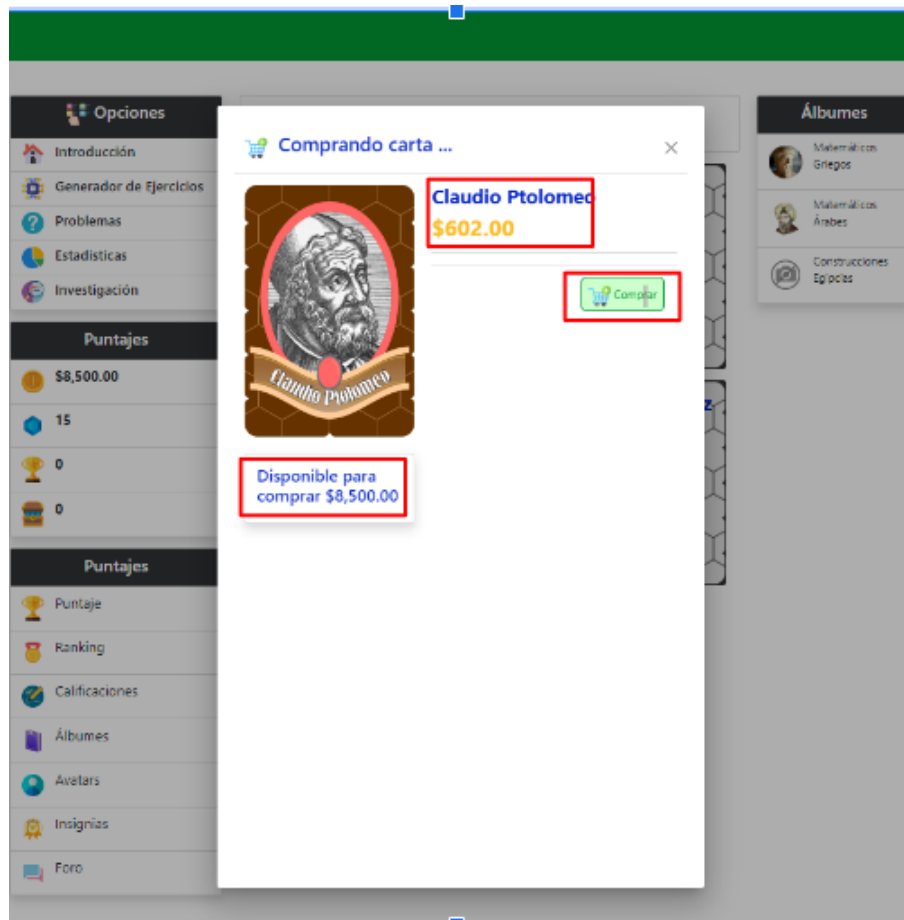 Opciones
Introducción
Generador de Ejercicios
Problemas
Estadísticas
Investigación
Puntajes
$8,500.00
15
0
0
Puntajes
Puntaje
Ranking
Calificaciones
Álbumes
Avatars
Insignias
Foro
Comprando carta ...
×
Claudio Ptolomeo
$602.00
Comprar
Claudio Ptolomeo
Disponible para
comprar $8,500.00
z
Álbumes
Matemáticos
Griegos
Matemáticos
Árabes
Construcciones
Egipcias